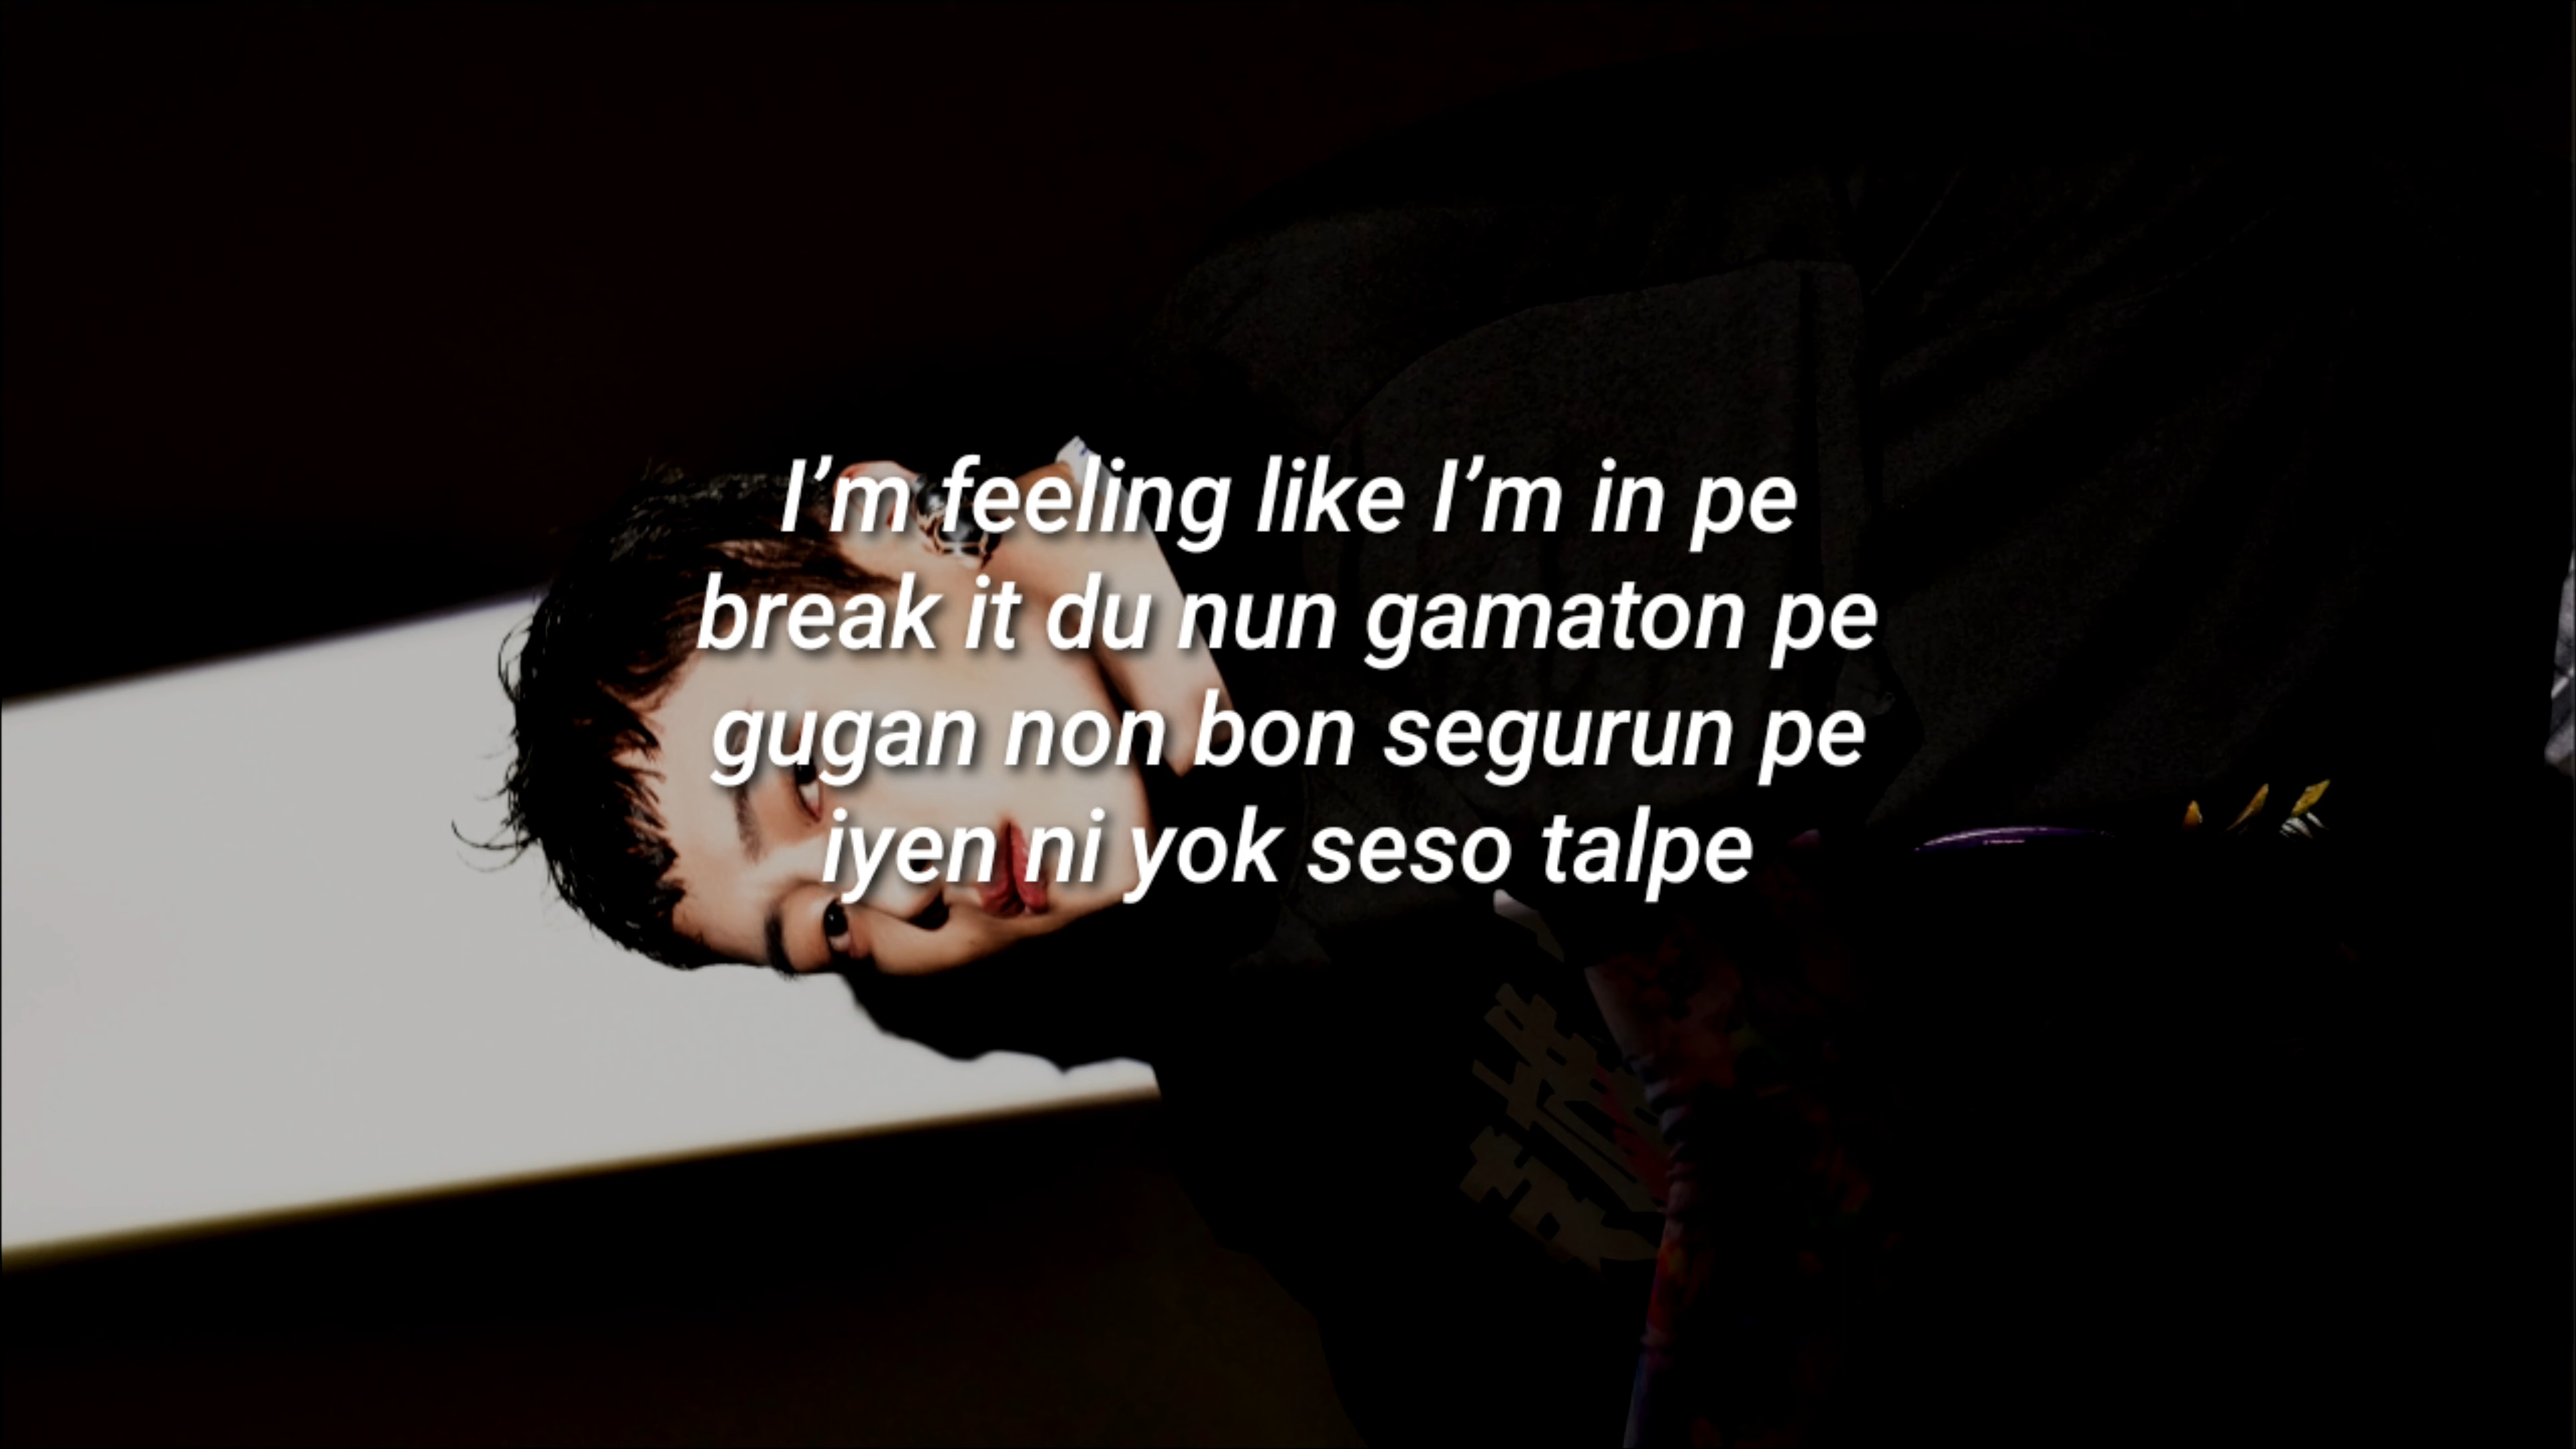 I’m feeling like I’m in pe
break it du nun gamaton pe
gugan non bon segurun pe
iyen ni yok seso talpe